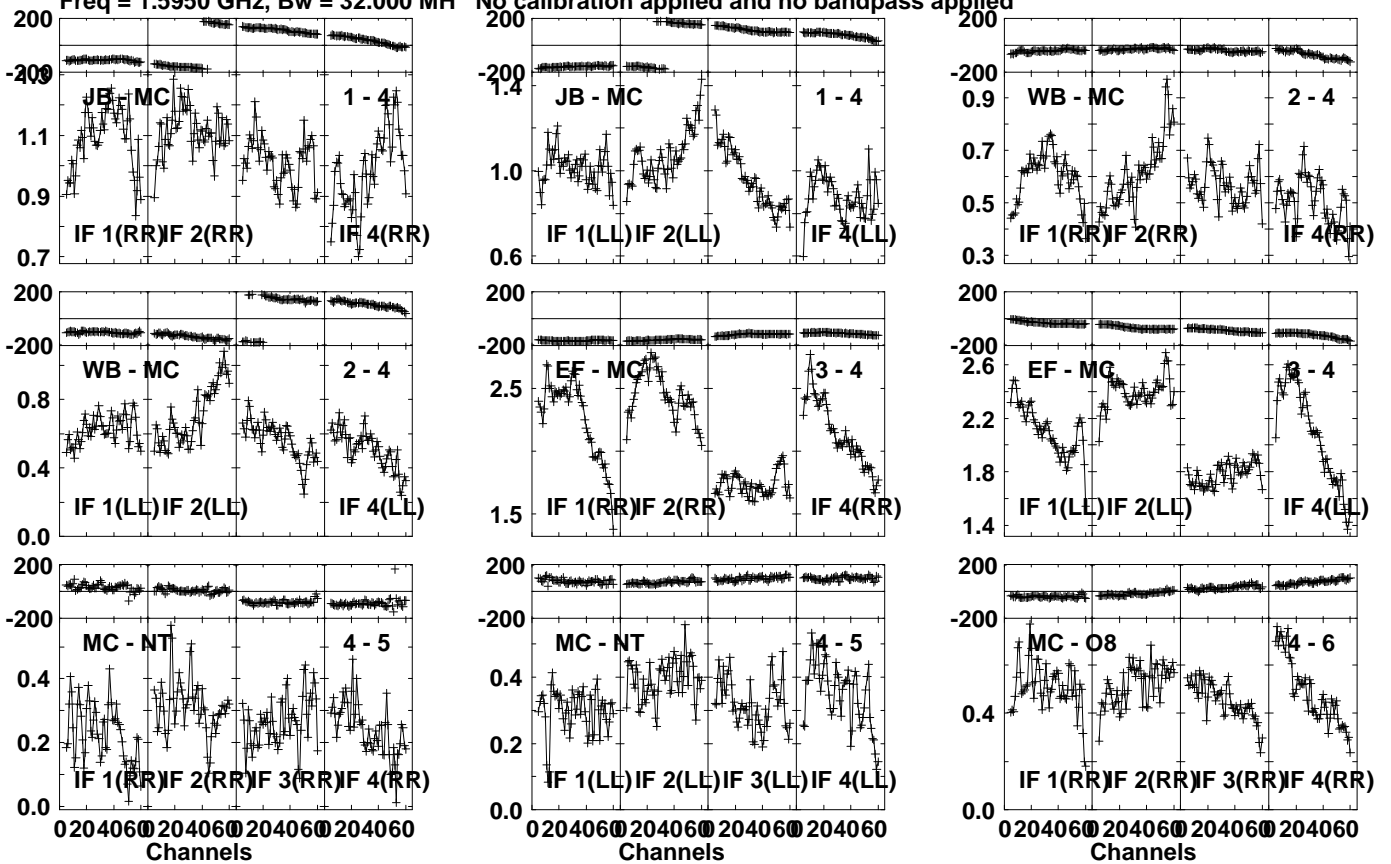 Freq = 1.5950 GHz, Bw = 32.000 MH No calibration applied and no bandpass applied
200
-200
1.3
1.1
0.9
0.7
JB - MC
1 - 4
IF 1(RR)
IF 2(RR)
IF 4(RR)
200
-200
1.4
1.0
0.6
JB - MC
1 - 4
IF 1(LL)
IF 2(LL)
IF 4(LL)
200
-200
0.9
0.7
0.5
0.3
WB - MC
2 - 4
IF 1(RR)
IF 2(RR)
IF 4(RR)
200
-200
0.8
0.4
0.0
WB - MC
2 - 4
IF 1(LL)
IF 2(LL)
IF 4(LL)
200
-200
2.5
1.5
EF - MC
3 - 4
IF 1(RR)
IF 2(RR)
IF 4(RR)
200
-200
2.6
2.2
1.8
1.4
EF - MC
3 - 4
IF 1(LL)
IF 2(LL)
IF 4(LL)
200
-200
0.4
0.2
0.0
MC - NT
4 - 5
IF 1(RR)
IF 2(RR)
IF 3(RR)
IF 4(RR)
0 20 40 60 0 20 40 60 0 20 40 60 0 20 40 60
Channels
200
-200
0.4
0.2
0.0
MC - NT
4 - 5
IF 1(LL)
IF 2(LL)
IF 3(LL)
IF 4(LL)
0 20 40 60 0 20 40 60 0 20 40 60 0 20 40 60
Channels
200
-200
0.4
0.0
MC - O8
4 - 6
IF 1(RR)
IF 2(RR)
IF 3(RR)
IF 4(RR)
0 20 40 60 0 20 40 60 0 20 40 60 0 20 40 60
Channels